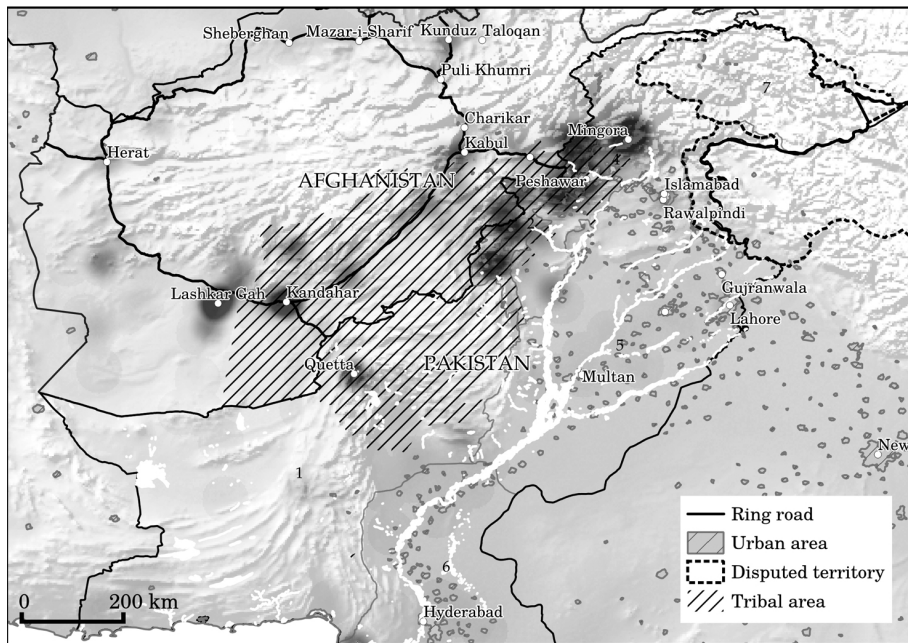 Sheberghan
Mazar-i-Sharif
Kunduz
Taloqan
Puli Khumri
7
Charikar
Mingora
Kabul
Herat
4
AFGHANISTAN
Peshawar
Islamabad
Rawalpindi
Gujranwala
Lashkar Gah
Kandahar
Lahore
5
Quetta
PAKISTAN
Multan
New
1
Ring road
Urban area
Disputed territory
Tribal area
6
0
200 km
Hyderabad